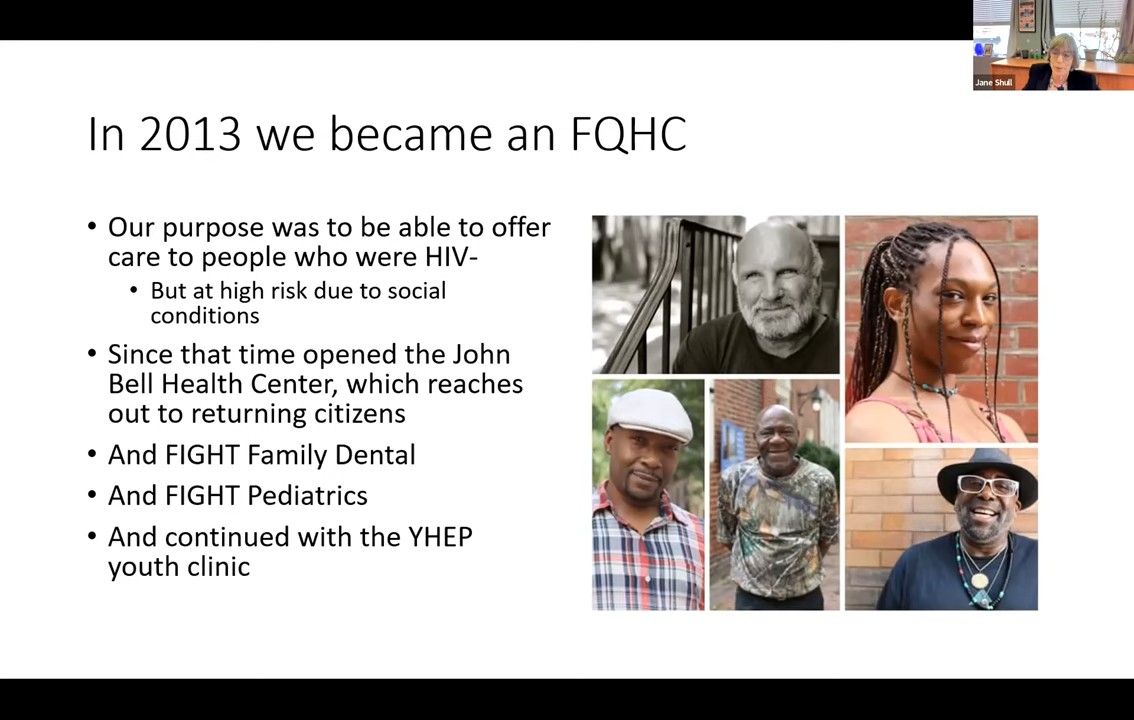 Jane Shull
In 2013 we became an FQHC
• Our purpose was to be able to offer
care to people who were HIV-
• But at high risk due to social
conditions
• Since that time opened the John
Bell Health Center, which reaches
out to returning citizens
• And FIGHT Family Dental
• And FIGHT Pediatrics
• And continued with the YHEP
youth clinic